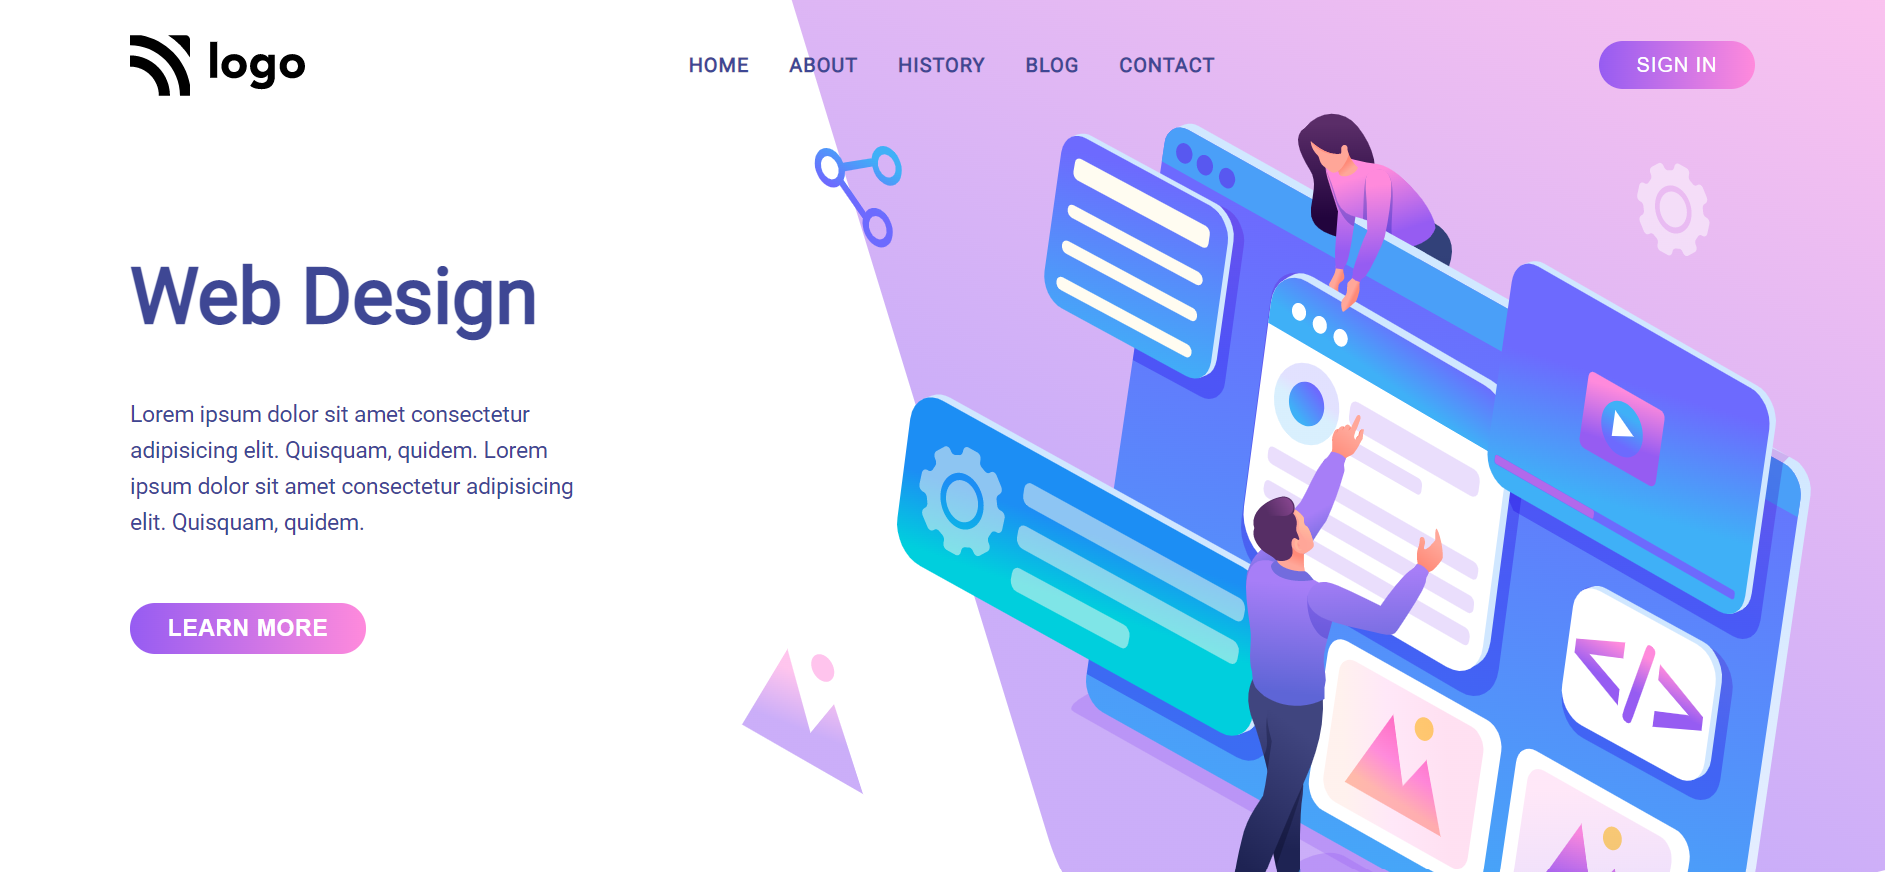 logo
HOME ABOUT HISTORY BLOG CONTACT
SIGN IN
Web Design
Lorem ipsum dolor sit amet consectetur
adipisicing elit. Quisquam, quidem. Lorem
ipsum dolor sit amet consectetur adipisicing
elit. Quisquam, quidem.
LEARN MORE
</>